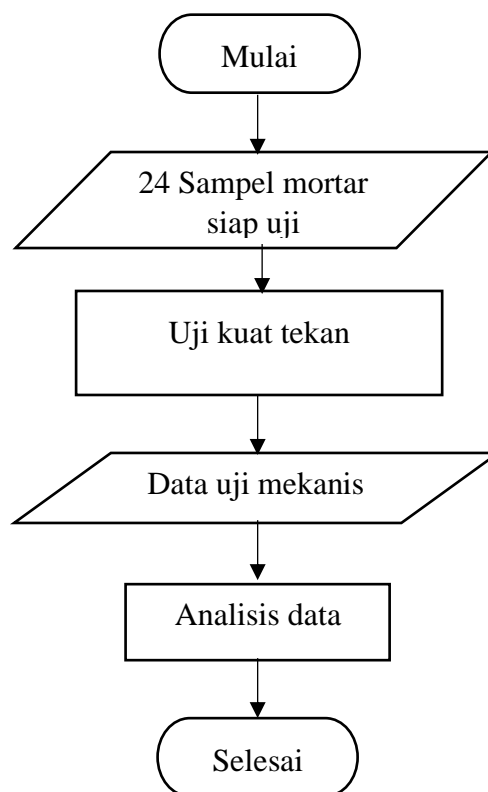 Mulai
24 Sampel mortar
siap uji
Uji kuat tekan
Data uji mekanis
Analisis data
Selesai